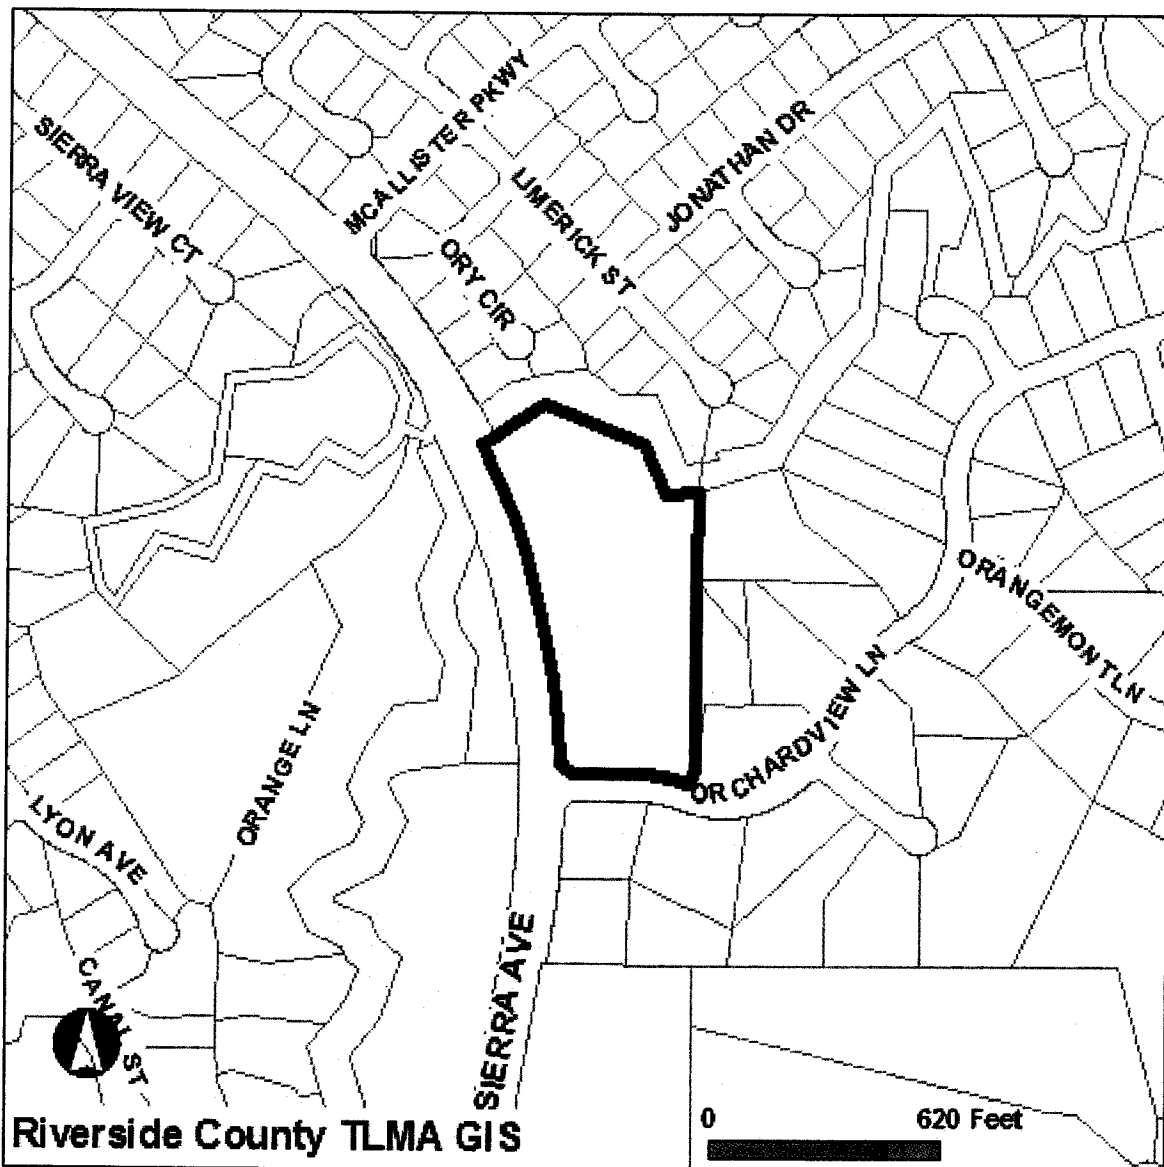 SIERRA VIEW CT
MCALLISTER PKWY
LIMERICK ST
JONATHAN DR
ORY CIR
ORANGEMONT LN
ORCHARDVIEW LN
ORANGE LN
LYON AVE
CANAL ST
SIERRA AVE
Riverside County TLMA GIS
0 620 Feet